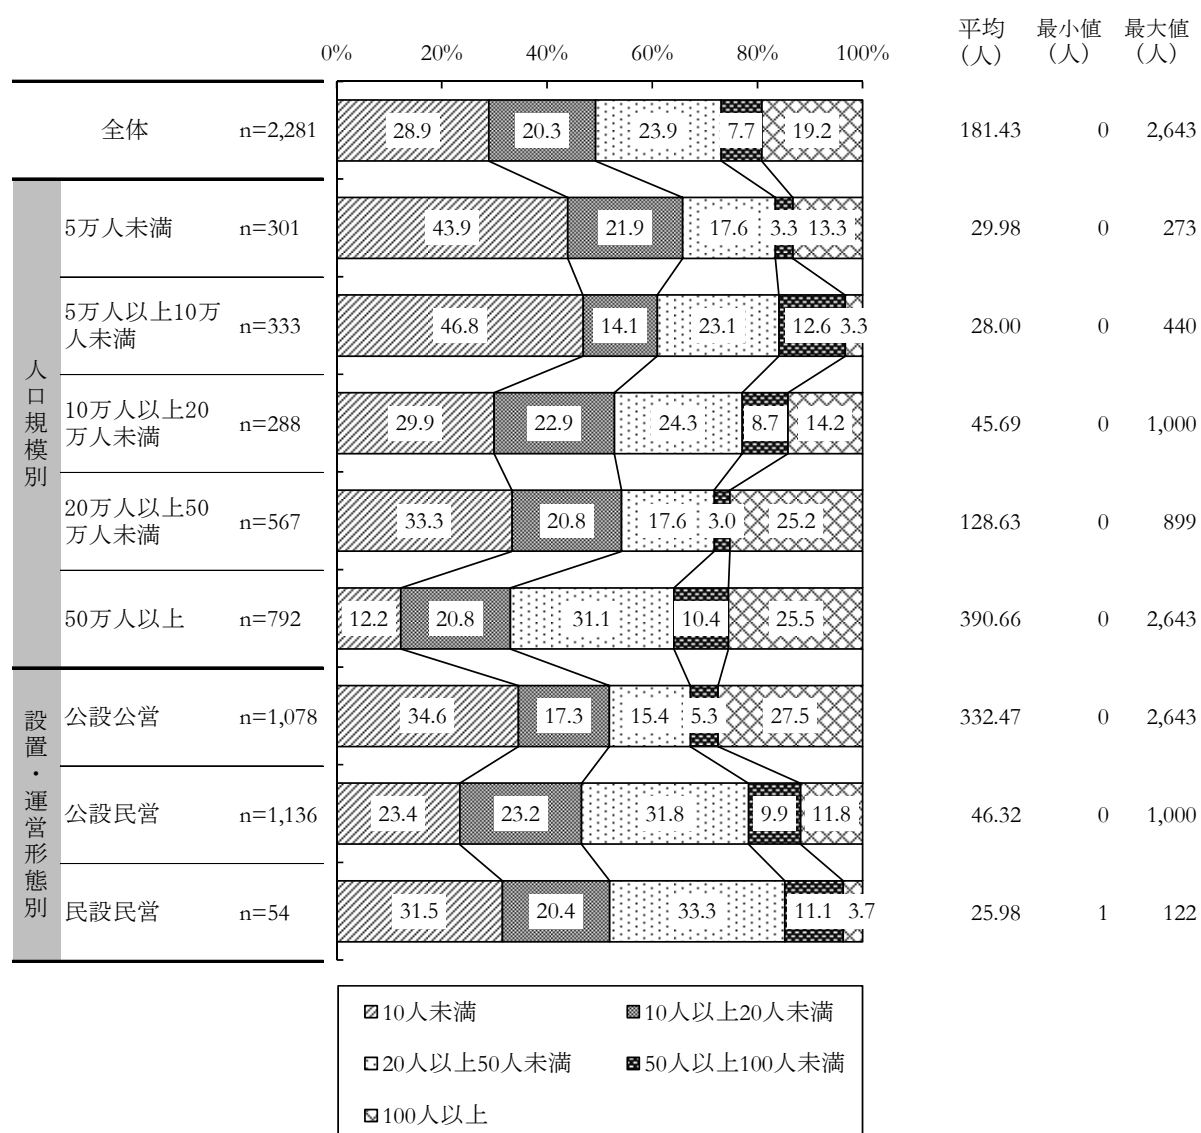 平均 最小値 最大値
（人） （人） （人）
0% 20% 40% 60% 80% 100%
全体 n=2,281 28.9 20.3 23.9 7.7 19.2 181.43 0 2,643
人口規模別
5万人未満 n=301 43.9 21.9 17.6 3.3 13.3 29.98 0 273
5万人以上10万
人未満 n=333 46.8 14.1 23.1 12.6 3.3 28.00 0 440
10万人以上20
万人未満 n=288 29.9 22.9 24.3 8.7 14.2 45.69 0 1,000
20万人以上50
万人未満 n=567 33.3 20.8 17.6 3.0 25.2 128.63 0 899
50万人以上 n=792 12.2 20.8 31.1 10.4 25.5 390.66 0 2,643
設置・運営形態別
公設公営 n=1,078 34.6 17.3 15.4 5.3 27.5 332.47 0 2,643
公設民営 n=1,136 23.4 23.2 31.8 9.9 11.8 46.32 0 1,000
民設民営 n=54 31.5 20.4 33.3 11.1 3.7 25.98 1 122
10人未満 10人以上20人未満
20人以上50人未満 50人以上100人未満
100人以上